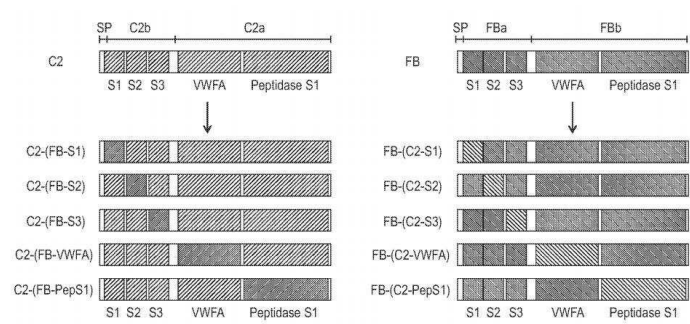 SP C2b C2a
C2
S1 S2 S3 VWFA Peptidase S1
C2-(FB-S1)
C2-(FB-S2)
C2-(FB-S3)
C2-(FB-VWFA)
C2-(FB-PepS1)
S1 S2 S3 VWFA Peptidase S1
SP FBa FBb
FB
S1 S2 S3 VWFA Peptidase S1
FB-(C2-S1)
FB-(C2-S2)
FB-(C2-S3)
FB-(C2-VWFA)
FB-(C2-PepS1)
S1 S2 S3 VWFA Peptidase S1